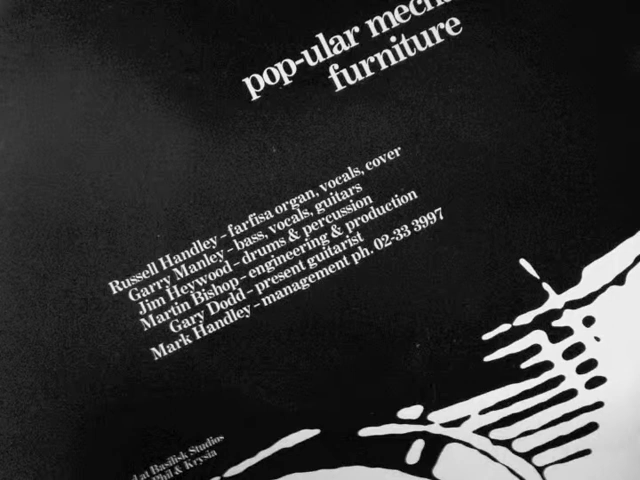 pop-ular
furniture
Russell Handley – farfisa organ, vocals, cover
Garry Manley – bass, vocals, guitars
Jim Heywood – drums & percussion
Martin Bishop – engineering & production
Gary Dodd – present guitarist
Mark Handley – management ph. 02-33 3997
at Basilisk Studios
Phil & Krysia